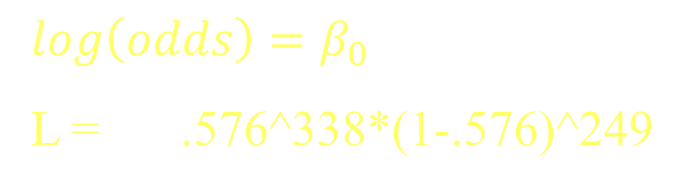 log(odds) = β₀
L = .576^338*(1-.576)^249